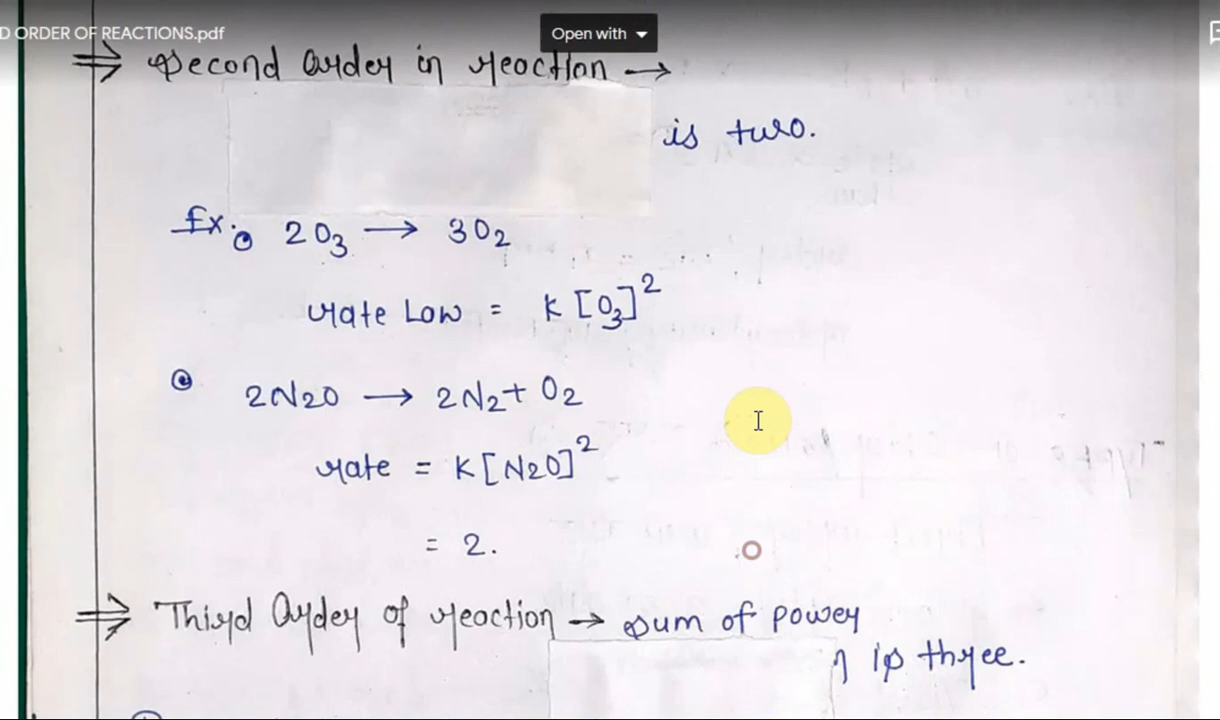 D ORDER OF REACTIONS.pdf
Open with
⇒ Second Order in reaction →
is two.
Ex. 2O3 → 3O2
rate Low = K[O3]²
2N2O → 2N2 + O2
rate = K[N2O]²
= 2.
⇒ Third Order of reaction → sum of power
is three.